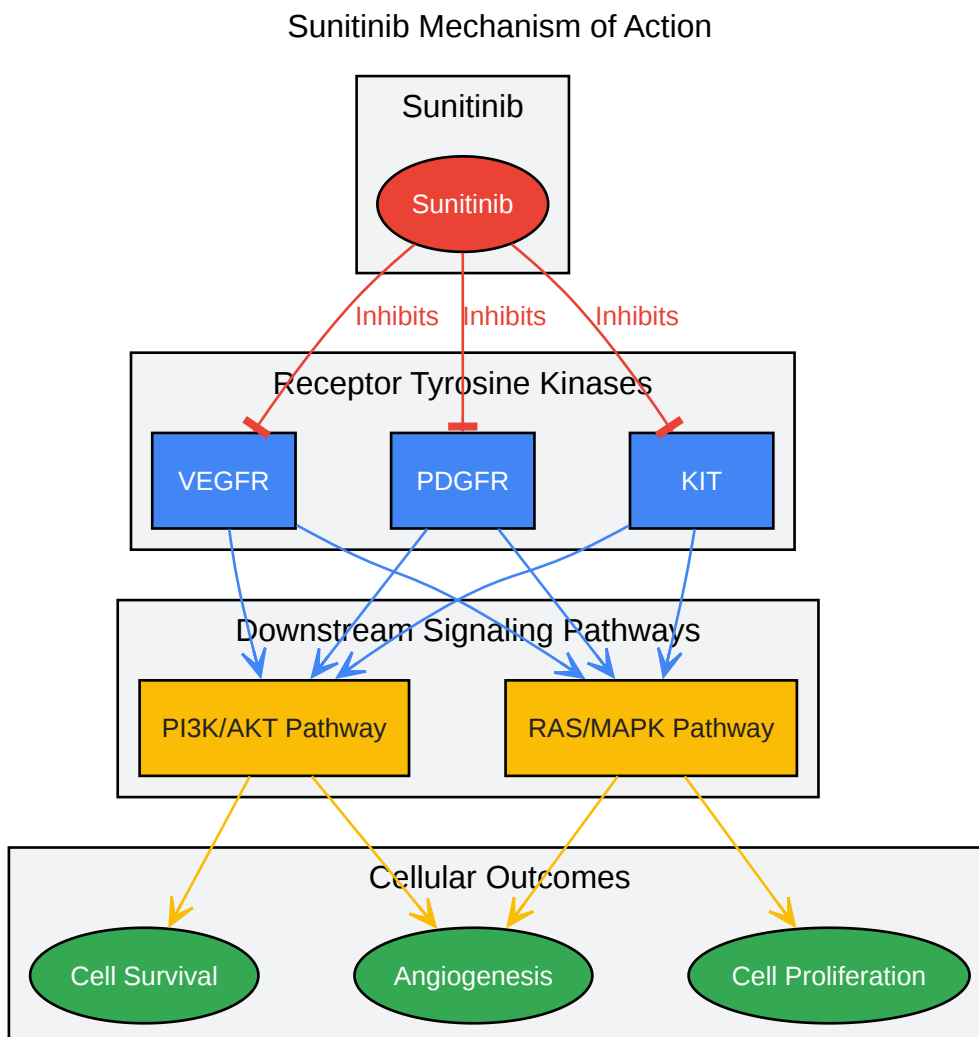 Sunitinib Mechanism of Action
Sunitinib
Sunitinib
Inhibits
Inhibits
Inhibits
Receptor Tyrosine Kinases
VEGFR
PDGFR
KIT
Downstream Signaling Pathways
PI3K/AKT Pathway
RAS/MAPK Pathway
Cellular Outcomes
Cell Survival
Angiogenesis
Cell Proliferation